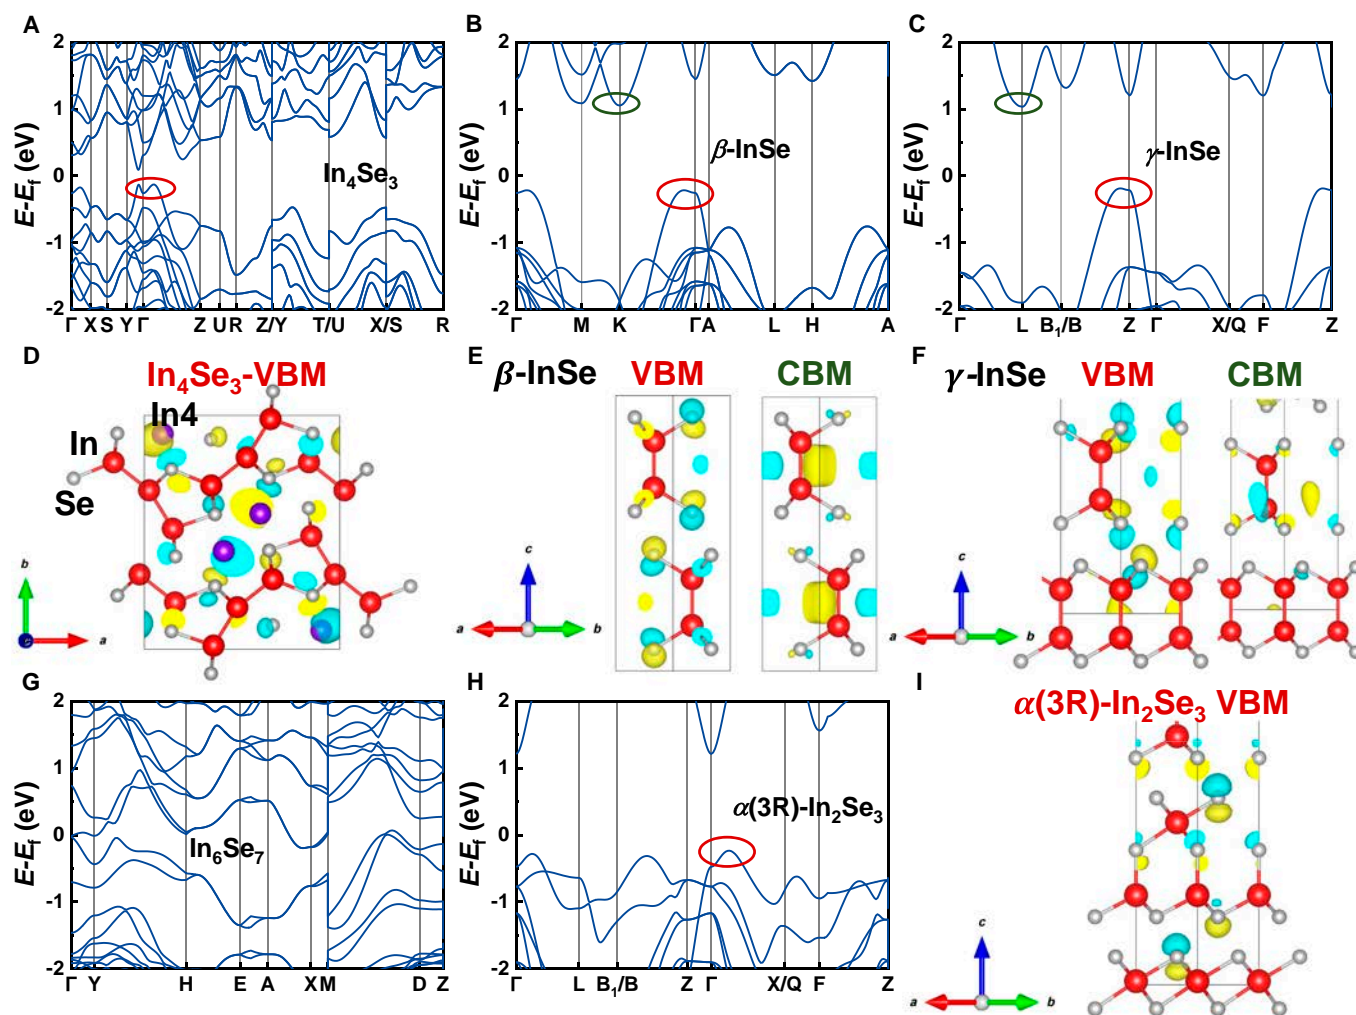 A
2
1
0
-1
-2
E-Ef (eV)
In4Se3
Γ X S Y Γ Z U R Z/Y T/U X/S R
B
2
1
0
-1
-2
E-Ef (eV)
β-InSe
Γ M K Γ A L H A
C
2
1
0
-1
-2
E-Ef (eV)
γ-InSe
Γ L B1/B Z Γ X/Q F Z
D
In4Se3-VBM
In4
In
Se
b
a
E
β-InSe VBM CBM
c
a b
F
γ-InSe VBM CBM
c
a b
G
2
1
0
-1
-2
E-Ef (eV)
In6Se7
Γ Y H E A X M D Z
H
2
1
0
-1
-2
E-Ef (eV)
α(3R)-In2Se3
Γ L B1/B Z Γ X/Q F Z
I
α(3R)-In2Se3 VBM
c
a b